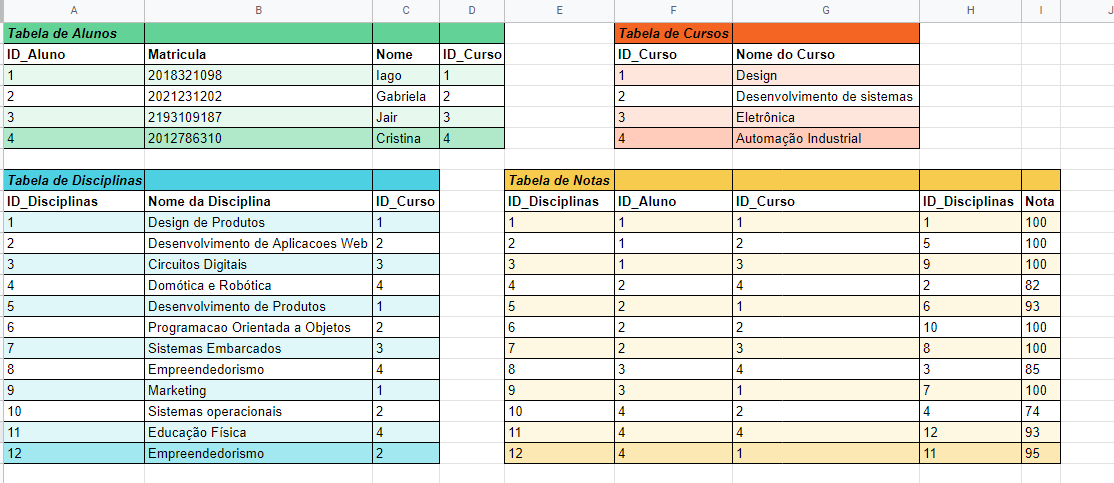 A B C D E F G H I J
Tabela de Alunos Tabela de Cursos
ID_Aluno Matricula Nome ID_Curso ID_Curso Nome do Curso
1 2018321098 Iago 1 1 Design
2 2021231202 Gabriela 2 2 Desenvolvimento de sistemas
3 2193109187 Jair 3 3 Eletrônica
4 2012786310 Cristina 4 4 Automação Industrial
Tabela de Disciplinas Tabela de Notas
ID_Disciplinas Nome da Disciplina ID_Curso ID_Disciplinas ID_Aluno ID_Curso ID_Disciplinas Nota
1 Design de Produtos 1 1 1 1 1 100
2 Desenvolvimento de Aplicacoes Web 2 2 1 2 5 100
3 Circuitos Digitais 3 3 1 3 9 100
4 Domótica e Robótica 4 4 2 4 2 82
5 Desenvolvimento de Produtos 1 5 2 1 6 93
6 Programacao Orientada a Objetos 2 6 2 2 10 100
7 Sistemas Embarcados 3 7 2 3 8 100
8 Empreendedorismo 4 8 3 4 3 85
9 Marketing 1 9 3 1 7 100
10 Sistemas operacionais 2 10 4 2 4 74
11 Educação Física 4 11 4 4 12 93
12 Empreendedorismo 2 12 4 1 11 95